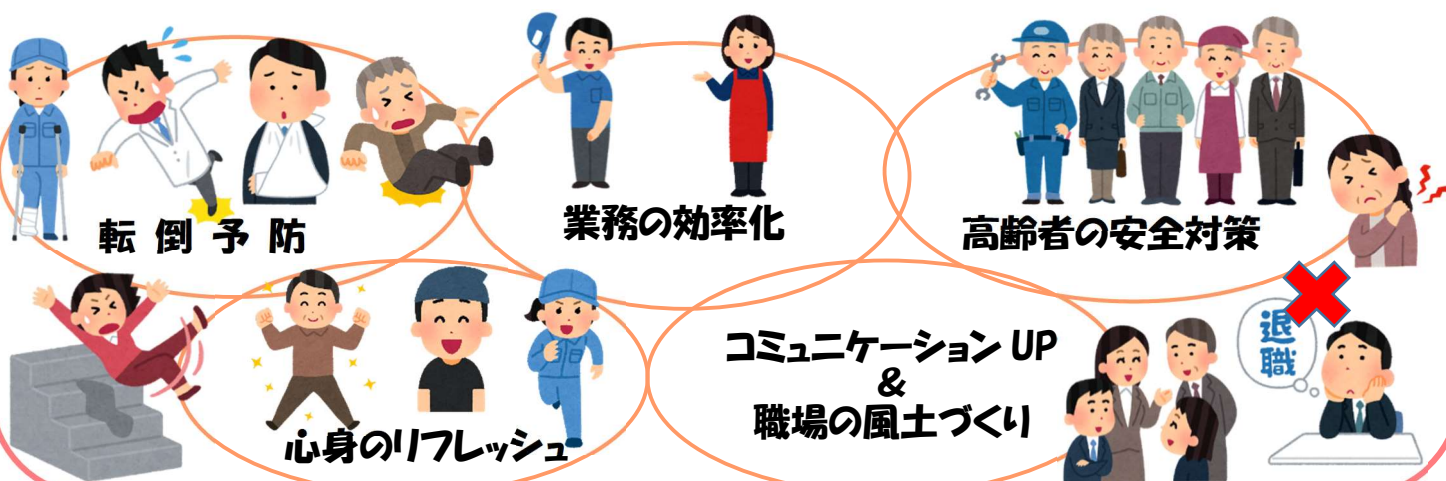 転倒予防
業務の効率化
高齢者の安全対策
心身のリフレッシュ
コミュニケーション UP
&
職場の風土づくり
退職